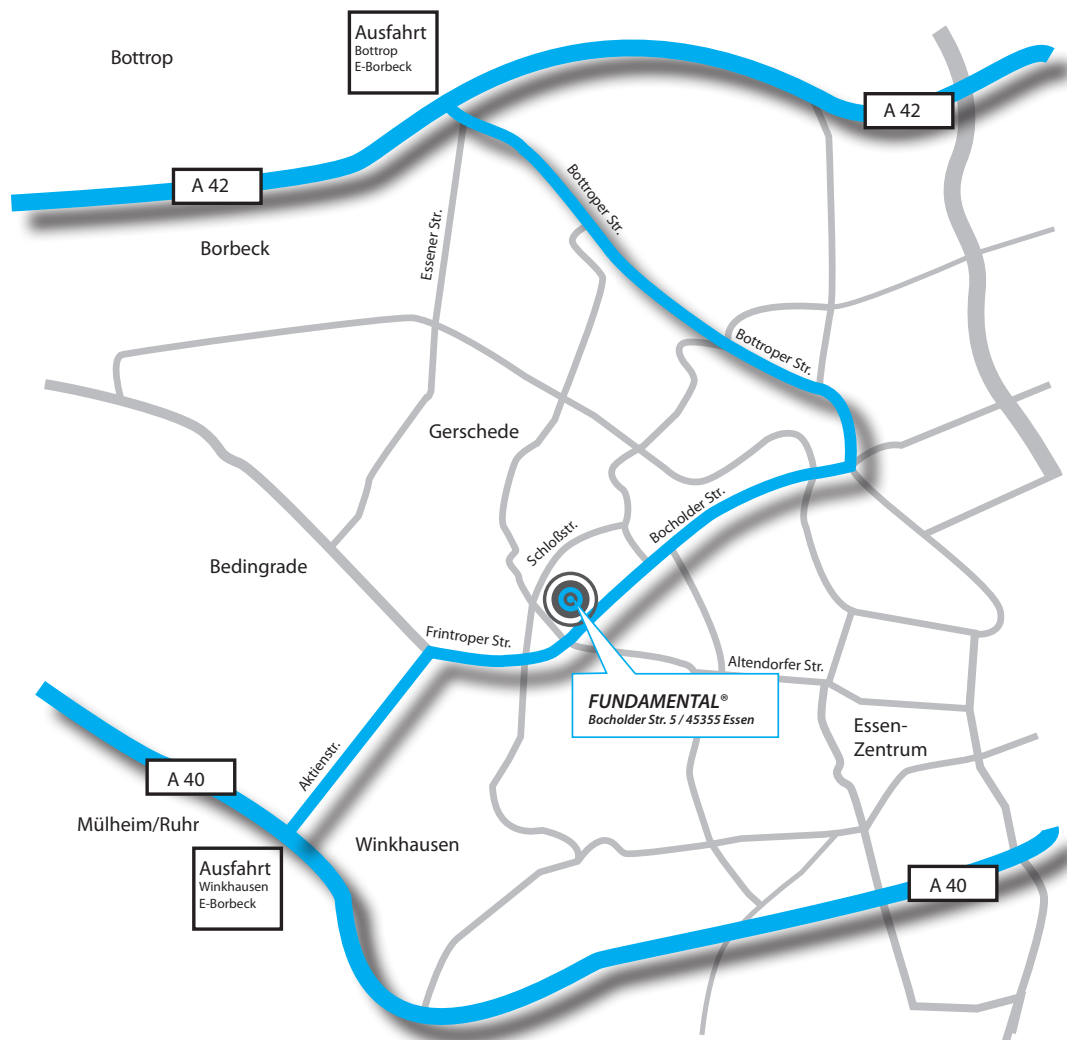 Ausfahrt
Bottrop
E-Borbeck
Bottrop
A 42
A 42
Borbeck
Essener Str.
Bottroper Str.
Bottroper Str.
Gerschede
Bocholder Str.
Schloßstr.
Bedingrade
Frintroper Str.
Altendorfer Str.
FUNDAMENTAL®
Bocholder Str. 5 / 45355 Essen
Essen-
Zentrum
Aktienstr.
A 40
Mülheim/Ruhr
Winkhausen
Ausfahrt
Winkhausen
E-Borbeck
A 40